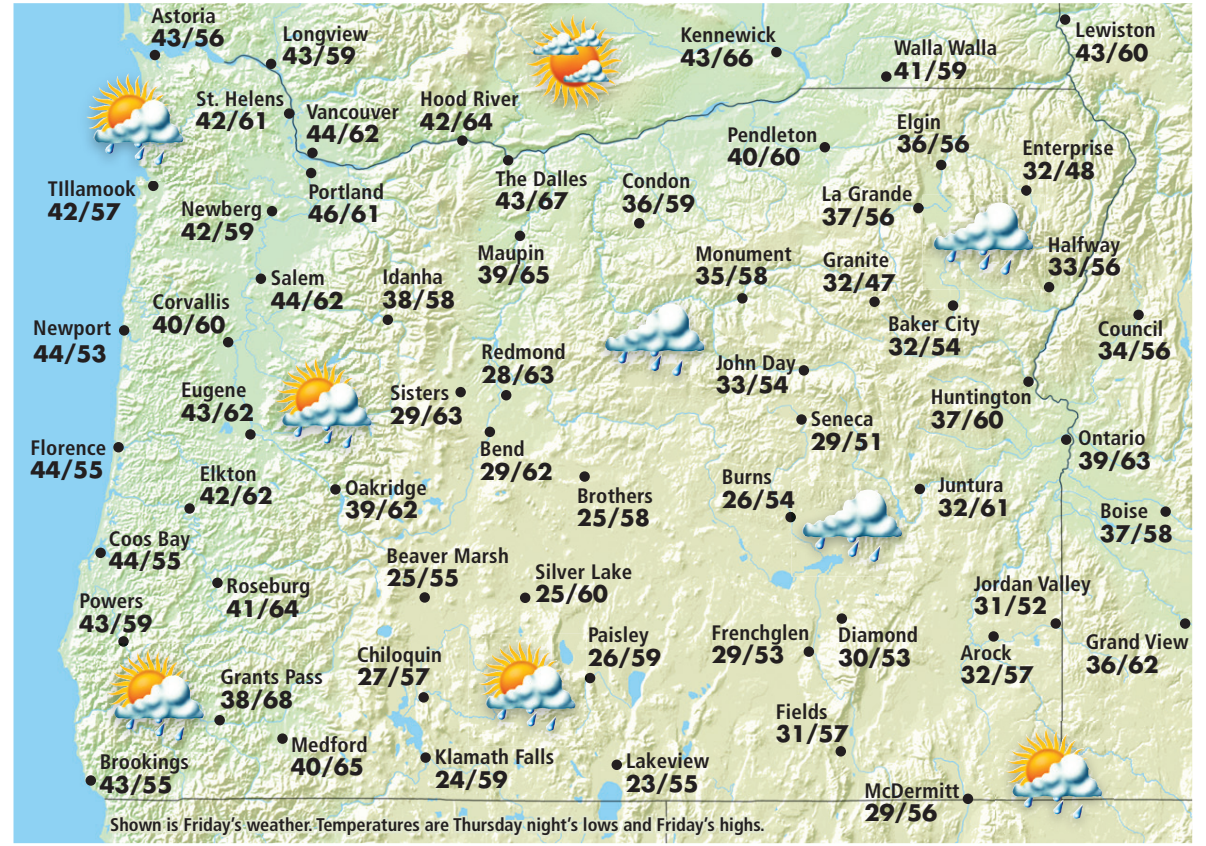 Astoria
43/56
Longview
43/59
Kennewick
43/66
Walla Walla
41/59
Lewiston
43/60
St. Helens
42/61
Vancouver
44/62
Hood River
42/64
Pendleton
40/60
Elgin
36/56
Enterprise
32/48
TIllamook
42/57
Newberg
42/59
Portland
46/61
The Dalles
43/67
Condon
36/59
La Grande
37/56
Maupin
39/65
Monument
35/58
Granite
32/47
Halfway
33/56
Salem
44/62
Idanha
38/58
Corvallis
40/60
Newport
44/53
Baker City
32/54
Council
34/56
Redmond
28/63
John Day
33/54
Eugene
43/62
Sisters
29/63
Huntington
37/60
Seneca
29/51
Florence
44/55
Bend
29/62
Ontario
39/63
Elkton
42/62
Oakridge
39/62
Brothers
25/58
Burns
26/54
Juntura
32/61
Boise
37/58
Coos Bay
44/55
Beaver Marsh
25/55
Silver Lake
25/60
Roseburg
41/64
Jordan Valley
31/52
Powers
43/59
Paisley
26/59
Frenchglen
29/53
Diamond
30/53
Arock
32/57
Grand View
36/62
Chiloquin
27/57
Grants Pass
38/68
Fields
31/57
Medford
40/65
Klamath Falls
24/59
Lakeview
23/55
Brookings
43/55
McDermitt
29/56
Shown is Friday's weather. Temperatures are Thursday night's lows and Friday's highs.